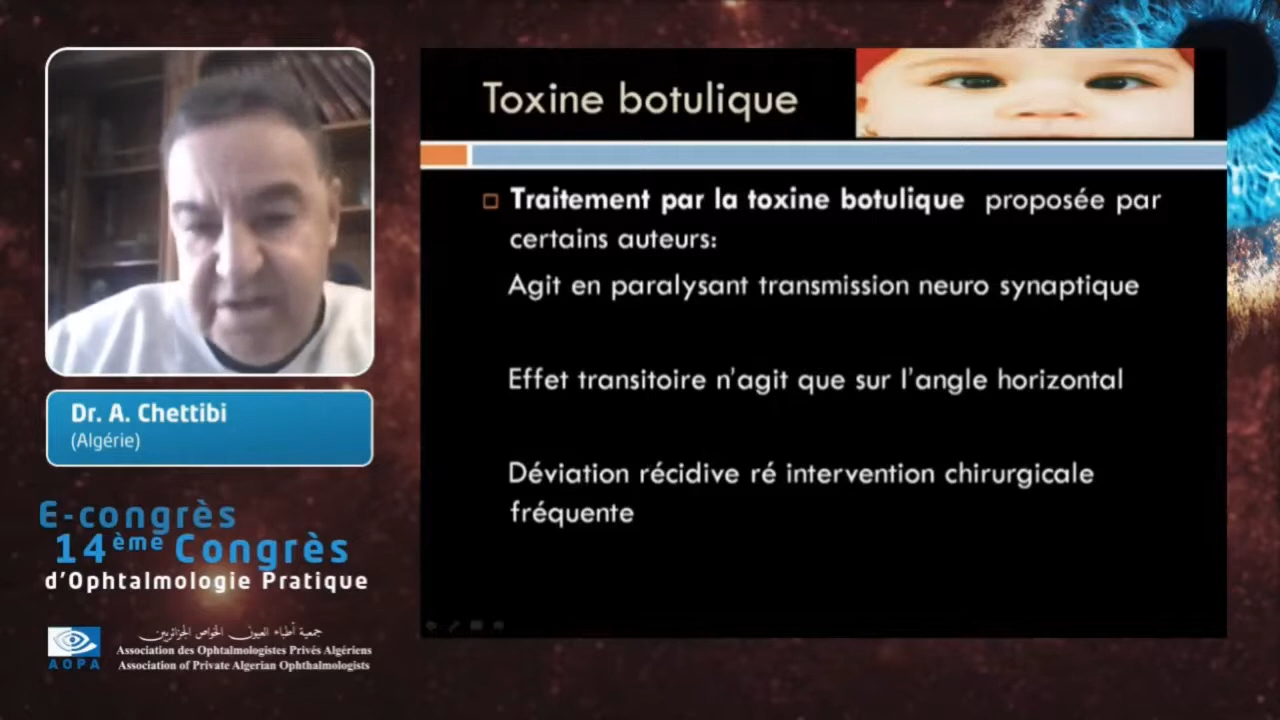 Toxine botulique
Traitement par la toxine botulique proposée par
certains auteurs:
Agit en paralysant transmission neuro synaptique
Effet transitoire n'agit que sur l'angle horizontal
Déviation récidive ré intervention chirurgicale
fréquente
Dr. A. Chettibi
(Algérie)
E-congrès
14ème Congrès
d'Ophtalmologie Pratique
AOPA
جمعية أطباء العيون الخواص الجزائريين
Association des Ophtalmologistes Privés Algériens
Association of Private Algerian Ophthalmologists